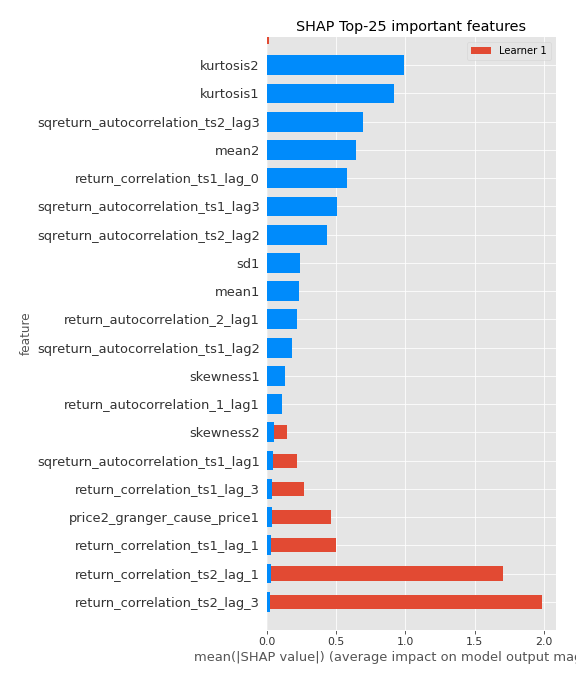 SHAP Top-25 important features
Learner 1
kurtosis2
kurtosis1
sqreturn_autocorrelation_ts2_lag3
mean2
return_correlation_ts1_lag_0
sqreturn_autocorrelation_ts1_lag3
sqreturn_autocorrelation_ts2_lag2
sd1
mean1
return_autocorrelation_2_lag1
sqreturn_autocorrelation_ts1_lag2
skewness1
return_autocorrelation_1_lag1
skewness2
sqreturn_autocorrelation_ts1_lag1
return_correlation_ts1_lag_3
price2_granger_cause_price1
return_correlation_ts1_lag_1
return_correlation_ts2_lag_1
return_correlation_ts2_lag_3
feature
0.0 0.5 1.0 1.5 2.0
mean(|SHAP value|) (average impact on model output mag